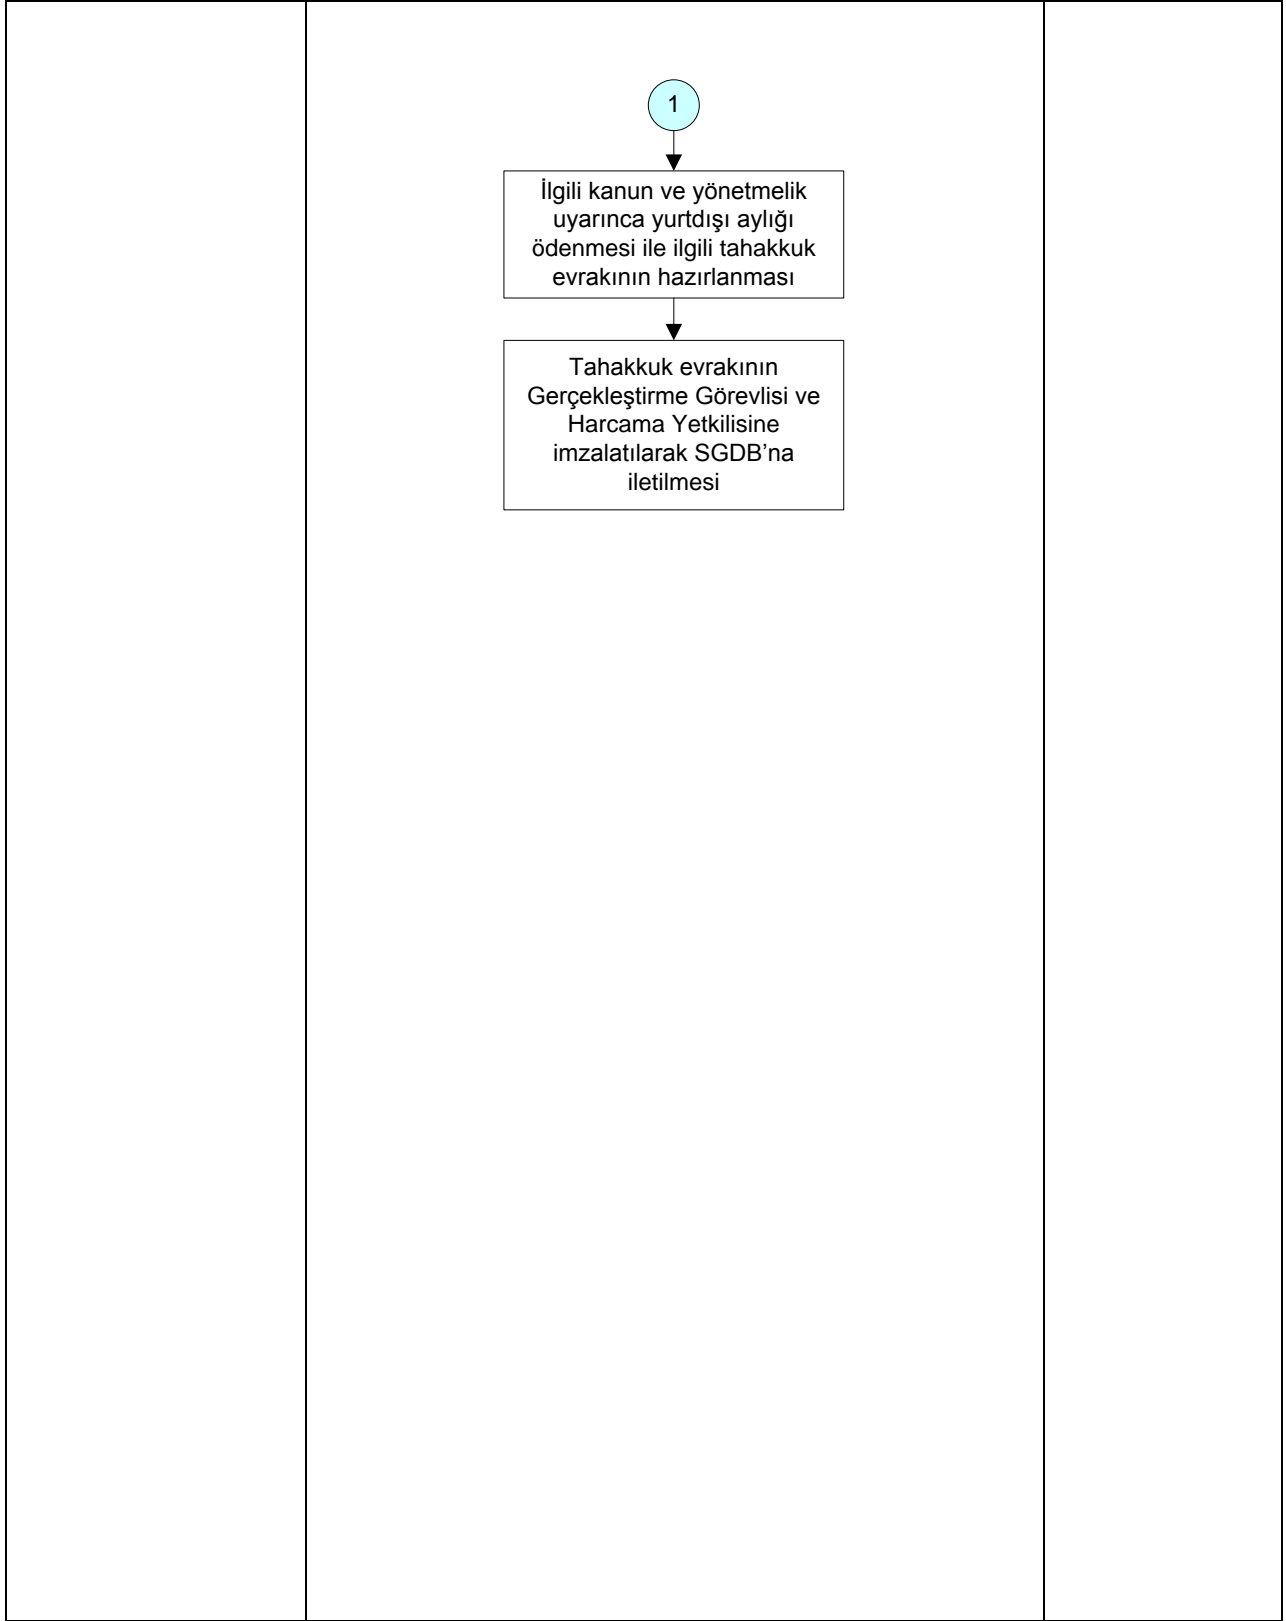 1
İlgili kanun ve yönetmelik
uyarınca yurtdışı aylığı
ödenmesi ile ilgili tahakkuk
evrakının hazırlanması
Tahakkuk evrakının
Gerçekleştirme Görevlisi ve
Harcama Yetkilisine
imzalatılarak SGDB’na
iletilmesi